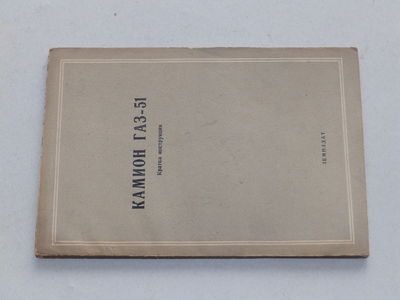 КАМИОН ГАЗ-51
Кратка инструкция
ЗЕМИЗДАТ